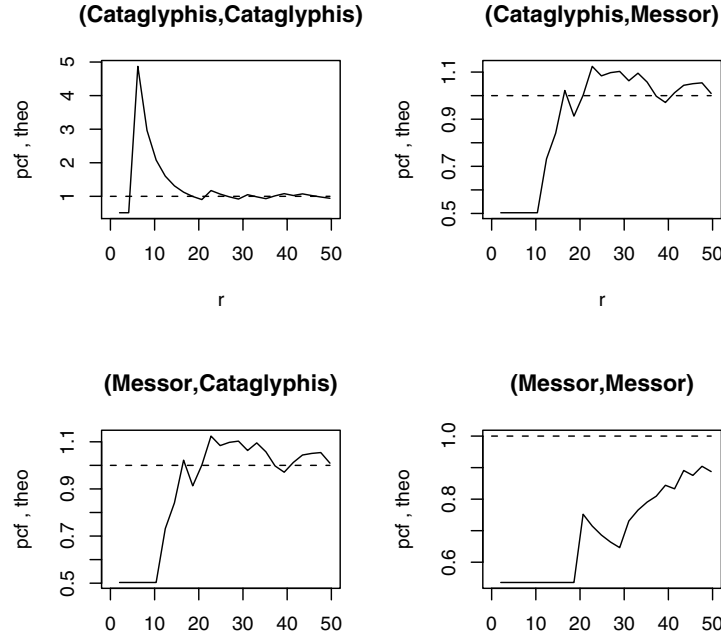 (Cataglyphis,Cataglyphis)
pcf , theo
5
4
3
2
1
0 10 20 30 40 50
r
(Cataglyphis,Messor)
pcf , theo
1.1
0.9
0.7
0.5
0 10 20 30 40 50
r
(Messor,Cataglyphis)
pcf , theo
1.1
0.9
0.7
0.5
0 10 20 30 40 50
(Messor,Messor)
pcf , theo
1.0
0.8
0.6
0 10 20 30 40 50